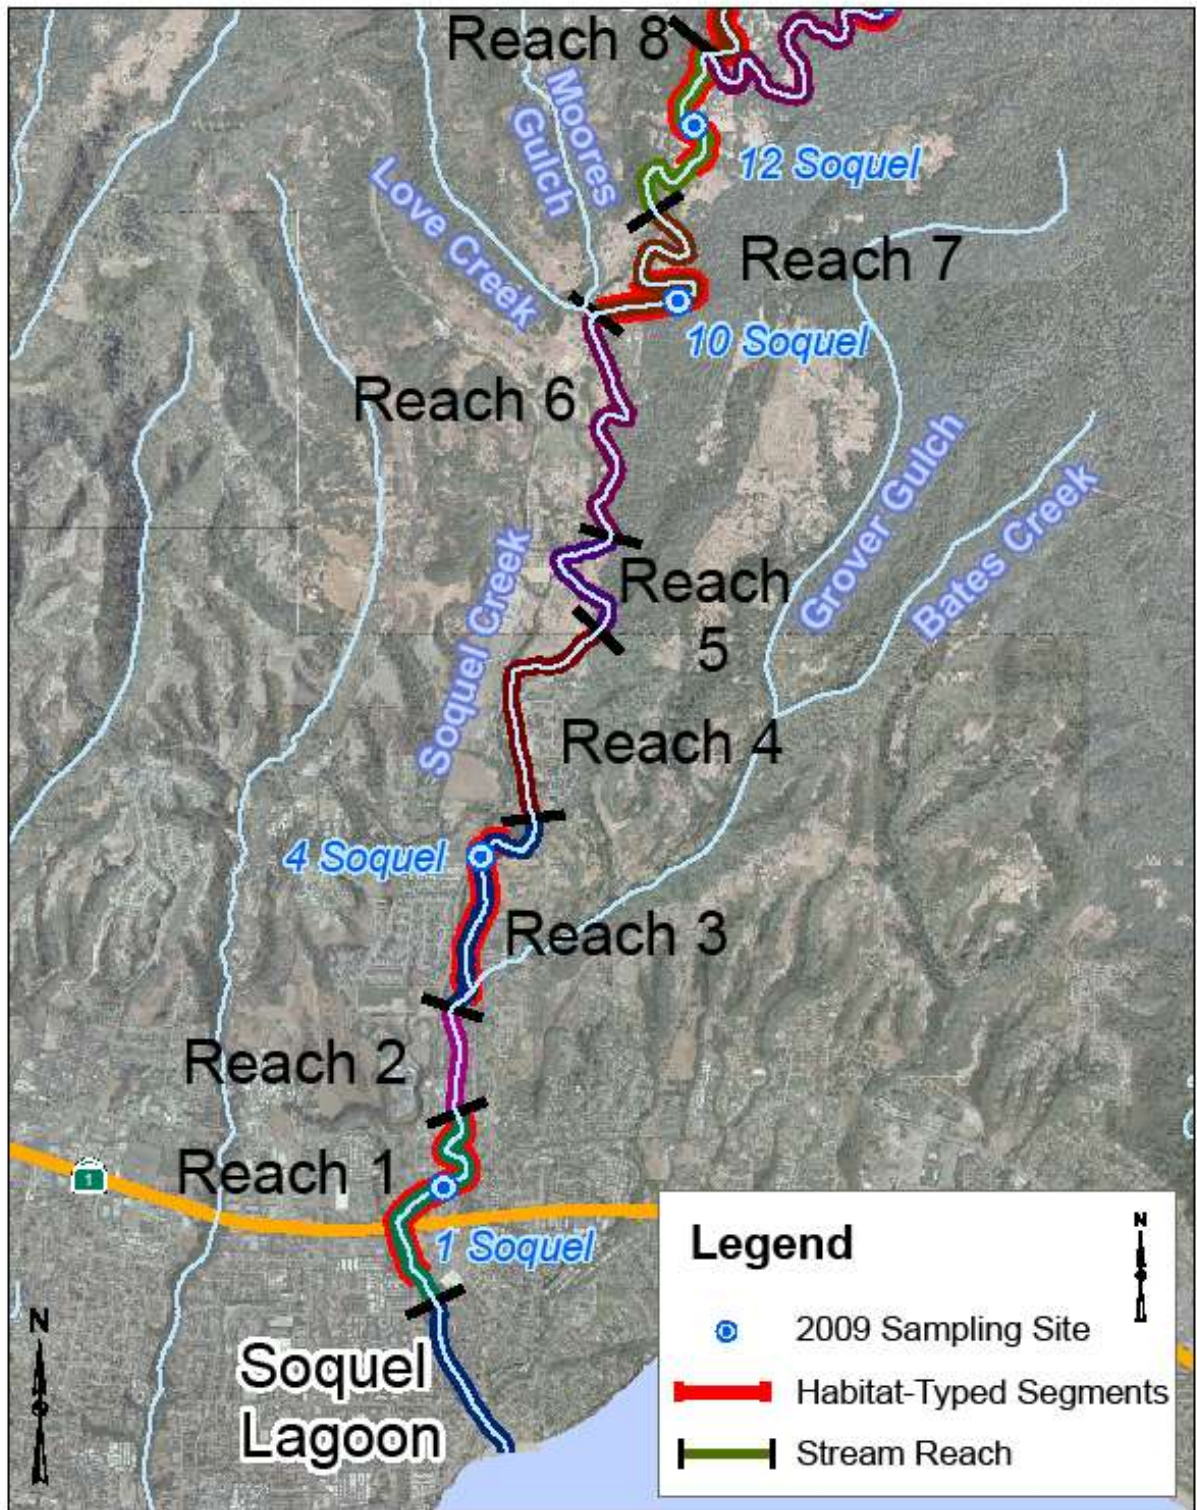 Reach 8
Moores
Gulch
Love Creek
12 Soquel
Reach 7
10 Soquel
Reach 6
Grover Gulch
Bates Creek
Soquel Creek
Reach
5
Reach 4
4 Soquel
Reach 3
Reach 2
Reach 1
1
1 Soquel
Soquel
Lagoon
N
Legend
N
2009 Sampling Site
Habitat-Typed Segments
Stream Reach